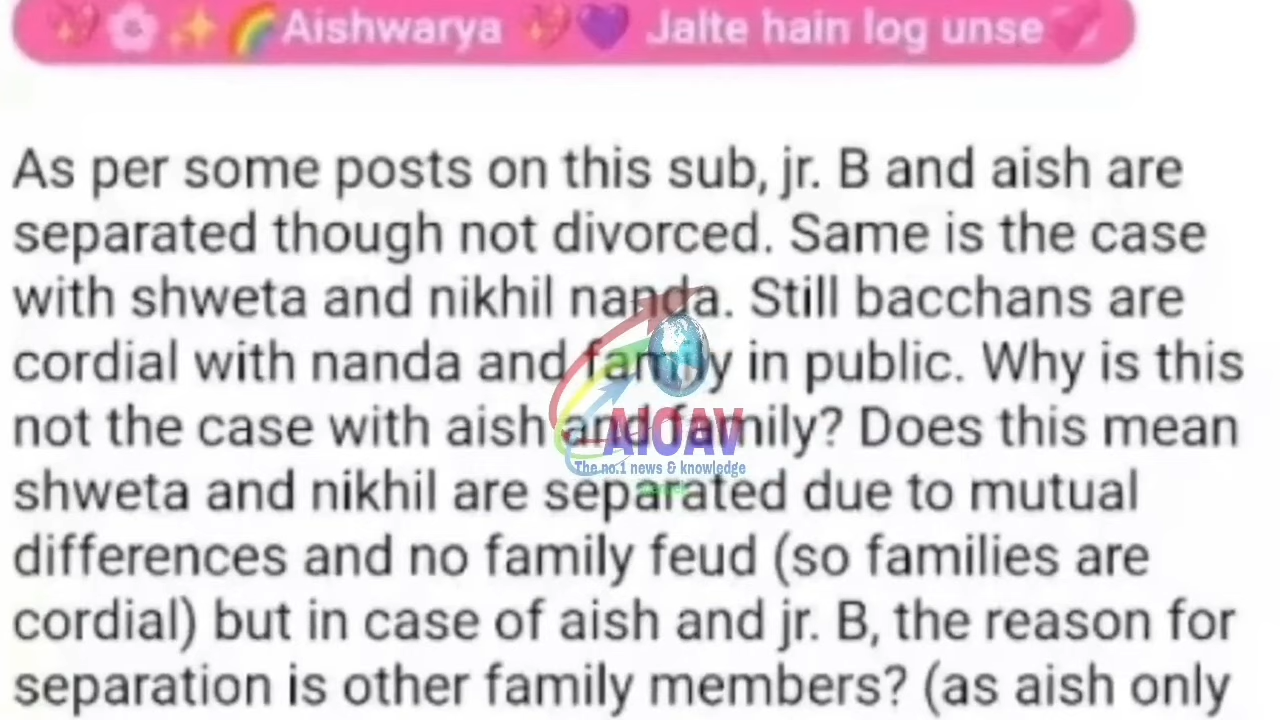 💖🌸✨🌈Aishwarya 💖💜 Jalte hain log unse💕
As per some posts on this sub, jr. B and aish are
separated though not divorced. Same is the case
with shweta and nikhil nanda. Still bacchans are
cordial with nanda and family in public. Why is this
not the case with aish and family? Does this mean
shweta and nikhil are separated due to mutual
differences and no family feud (so families are
cordial) but in case of aish and jr. B, the reason for
separation is other family members? (as aish only
AIOAV
The no.1 news & knowledge